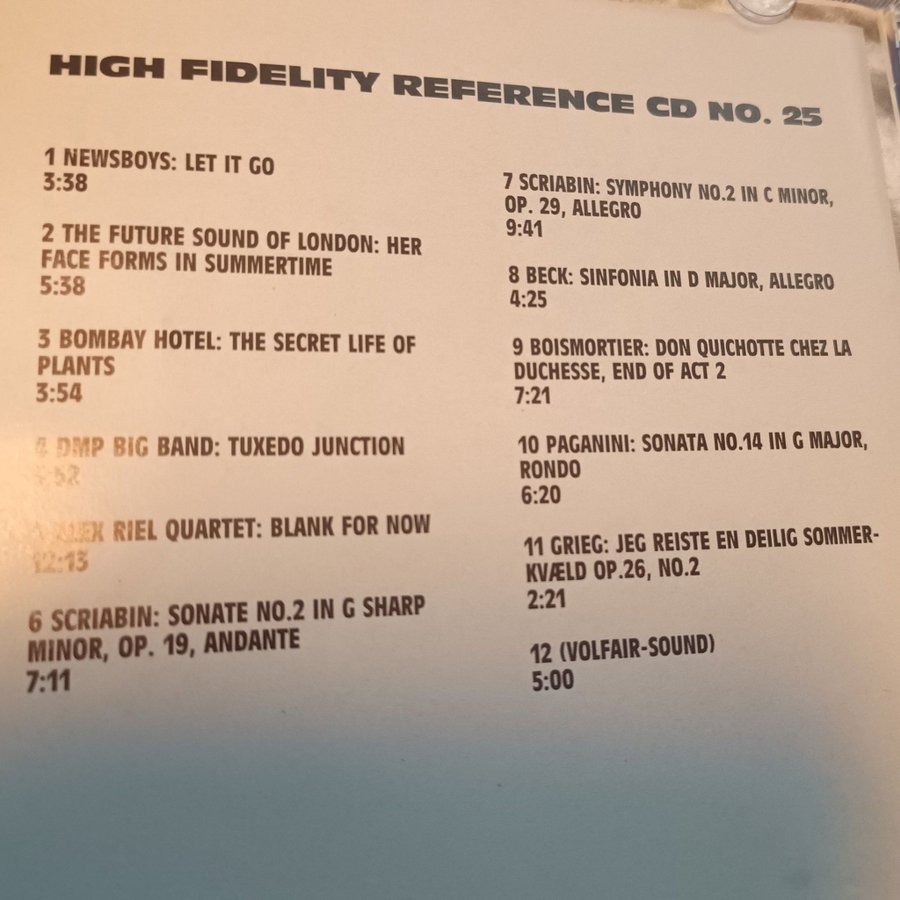 HIGH FIDELITY REFERENCE CD NO. 25
1 NEWSBOYS: LET IT GO
3:38
2 THE FUTURE SOUND OF LONDON: HER
FACE FORMS IN SUMMERTIME
5:38
3 BOMBAY HOTEL: THE SECRET LIFE OF
PLANTS
3:54
4 DMP BIG BAND: TUXEDO JUNCTION
ALEX RIEL QUARTET: BLANK FOR NOW
12:13
6 SCRIABIN: SONATE NO.2 IN G SHARP
MINOR, OP. 19, ANDANTE
7:11
7 SCRIABIN: SYMPHONY NO.2 IN C MINOR,
OP. 29, ALLEGRO
9:41
8 BECK: SINFONIA IN D MAJOR, ALLEGRO
4:25
9 BOISMORTIER: DON QUICHOTTE CHEZ LA
DUCHESSE, END OF ACT 2
7:21
10 PAGANINI: SONATA NO.14 IN G MAJOR,
RONDO
6:20
11 GRIEG: JEG REISTE EN DEILIG SOMMER-
KVÆLD OP.26, NO.2
2:21
12 (VOLFAIR-SOUND)
5:00